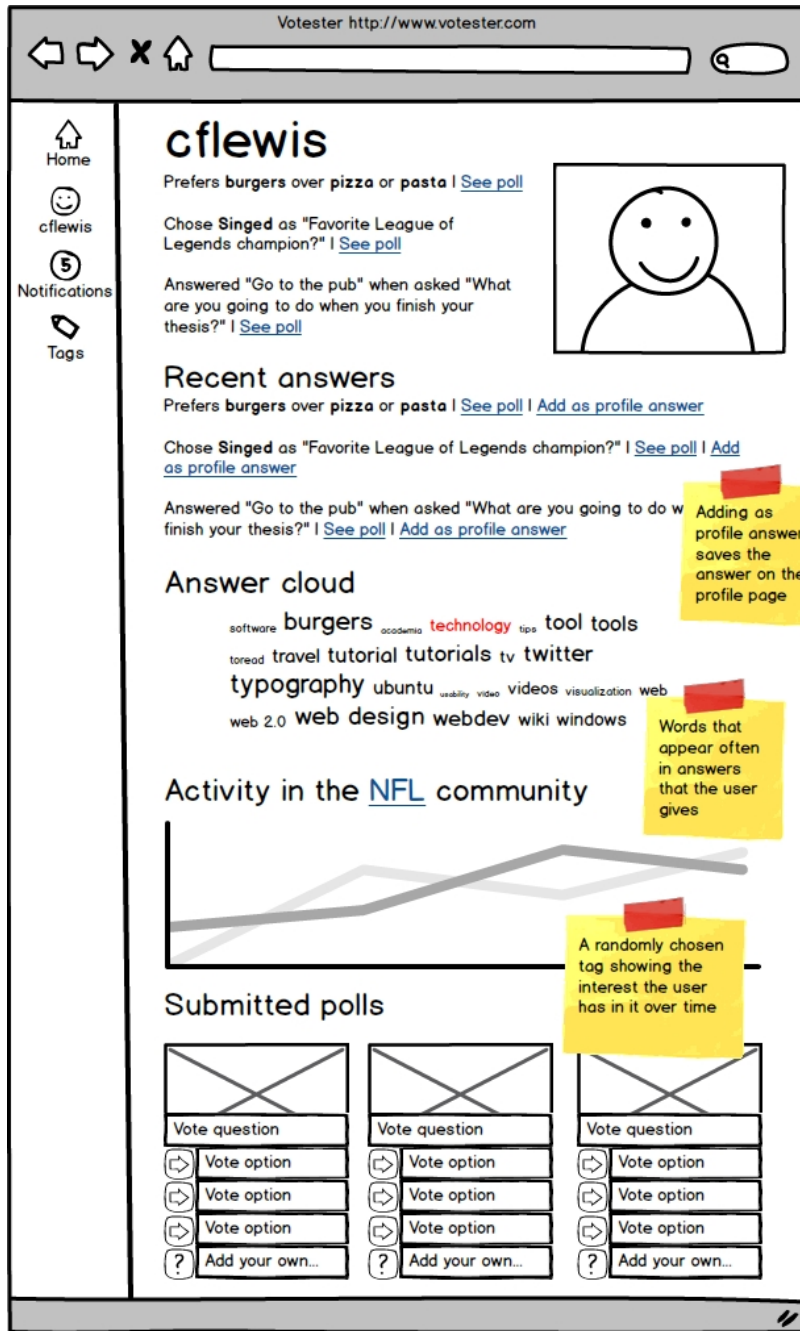 Votester http://www.votester.com
Home
cflewis
5
Notifications
Tags
cflewis
Prefers burgers over pizza or pasta | See poll
Chose Singed as "Favorite League of
Legends champion?" | See poll
Answered "Go to the pub" when asked "What
are you going to do when you finish your
thesis?" | See poll
Recent answers
Prefers burgers over pizza or pasta | See poll | Add as profile answer
Chose Singed as "Favorite League of Legends champion?" | See poll | Add
as profile answer
Answered "Go to the pub" when asked "What are you going to do w
finish your thesis?" | See poll | Add as profile answer
Adding as
profile answer
saves the
answer on the
profile page
Answer cloud
software burgers academia technology tips tool tools
toread travel tutorial tutorials tv twitter
typography ubuntu usability video videos visualization web
web 2.0 web design webdev wiki windows
Words that
appear often
in answers
that the user
gives
Activity in the NFL community
A randomly chosen
tag showing the
interest the user
has in it over time
Submitted polls
Vote question
Vote option
Vote option
Vote option
? Add your own...
Vote question
Vote option
Vote option
Vote option
? Add your own...
Vote question
Vote option
Vote option
Vote option
? Add your own...